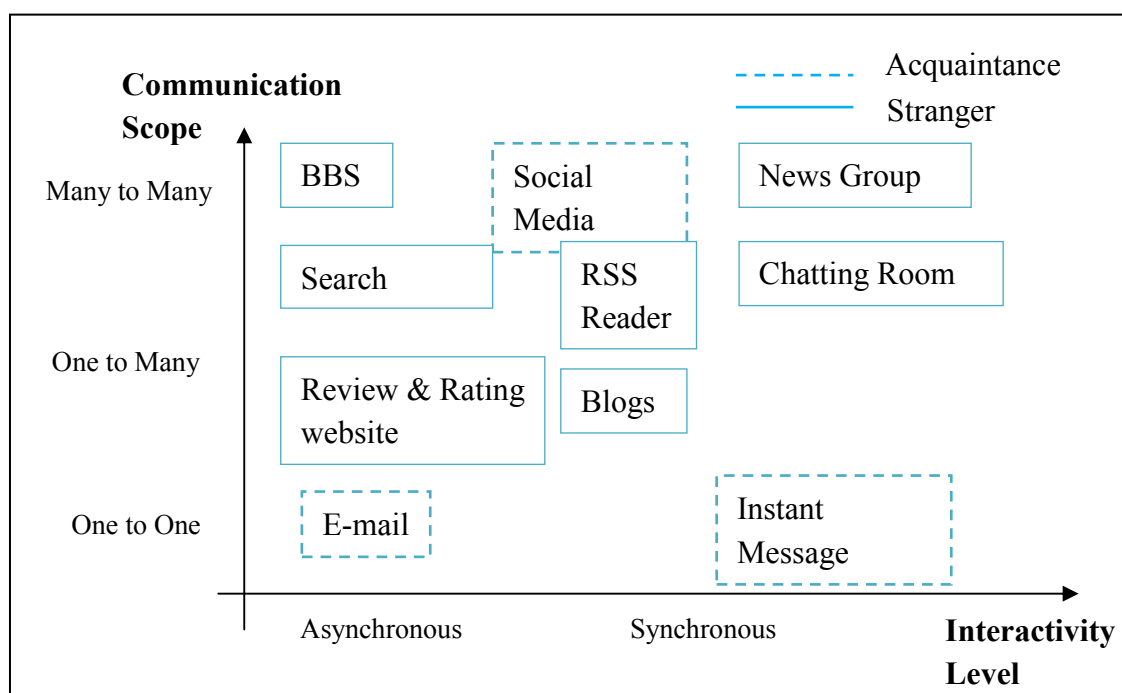 Communication
Scope
Acquaintance
Stranger
Many to Many
BBS
Social
Media
News Group
Search
RSS
Reader
Chatting Room
One to Many
Review & Rating
website
Blogs
One to One
E-mail
Instant
Message
Asynchronous
Synchronous
Interactivity
Level